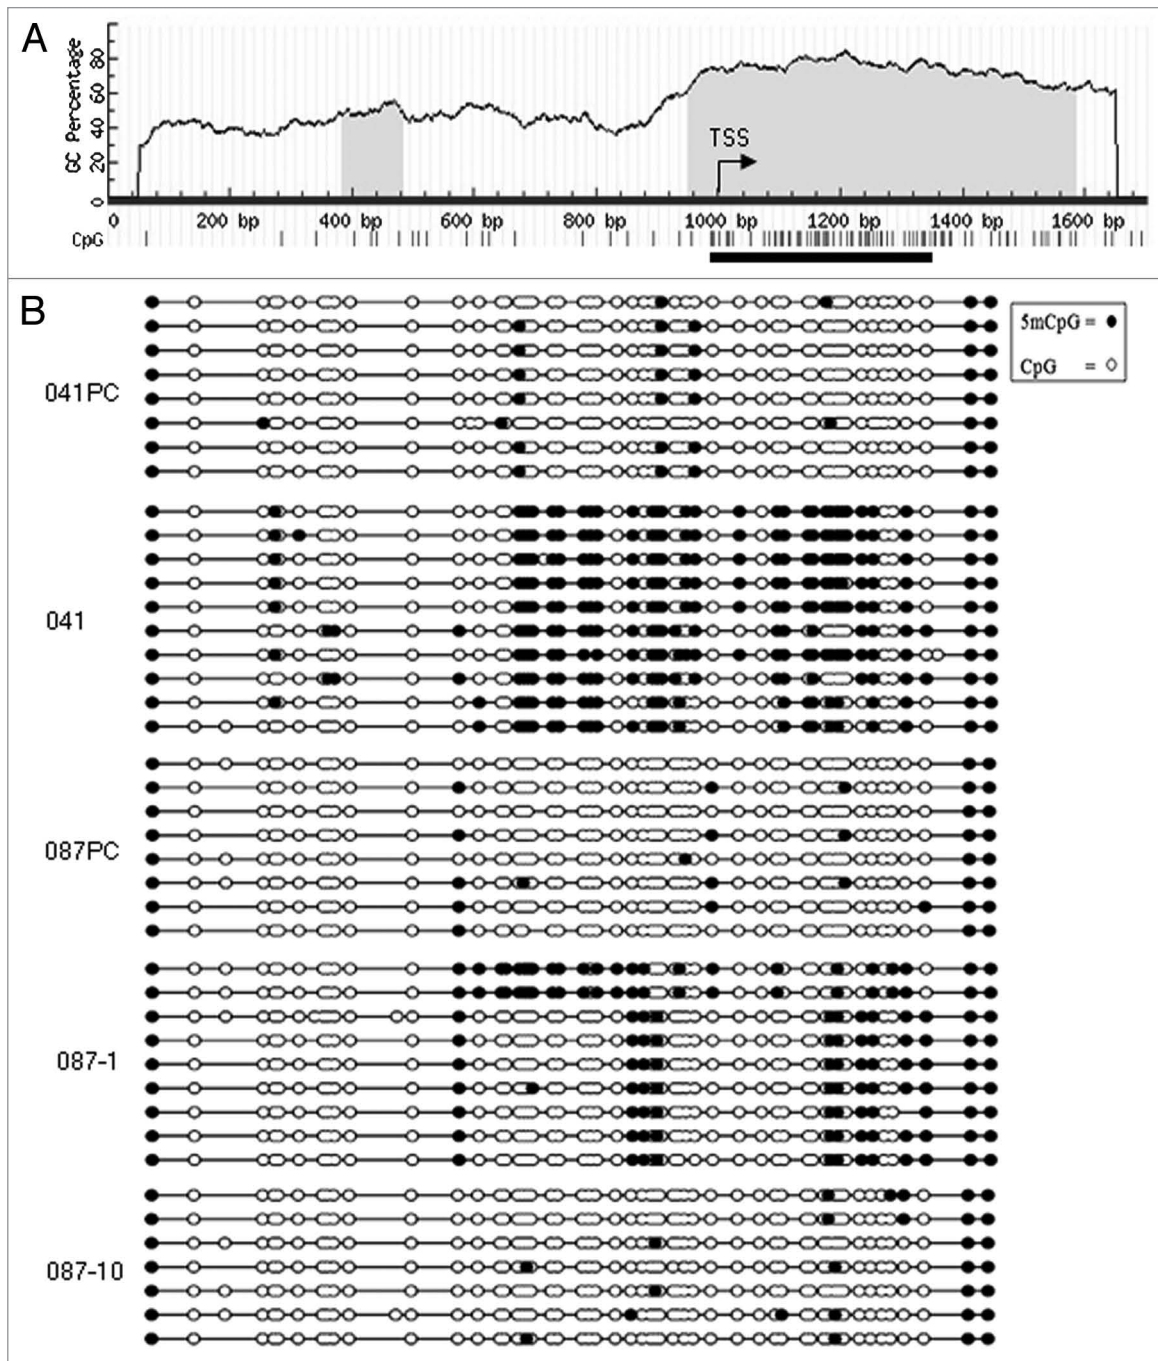 A
GC Percentage
80
60
40
20
0
TSS
0 200 bp 400 bp 600 bp 800 bp 1000 bp 1200 bp 1400 bp 1600 bp
CpG
B
5mCpG =
CpG =
041PC
041
087PC
087-1
087-10